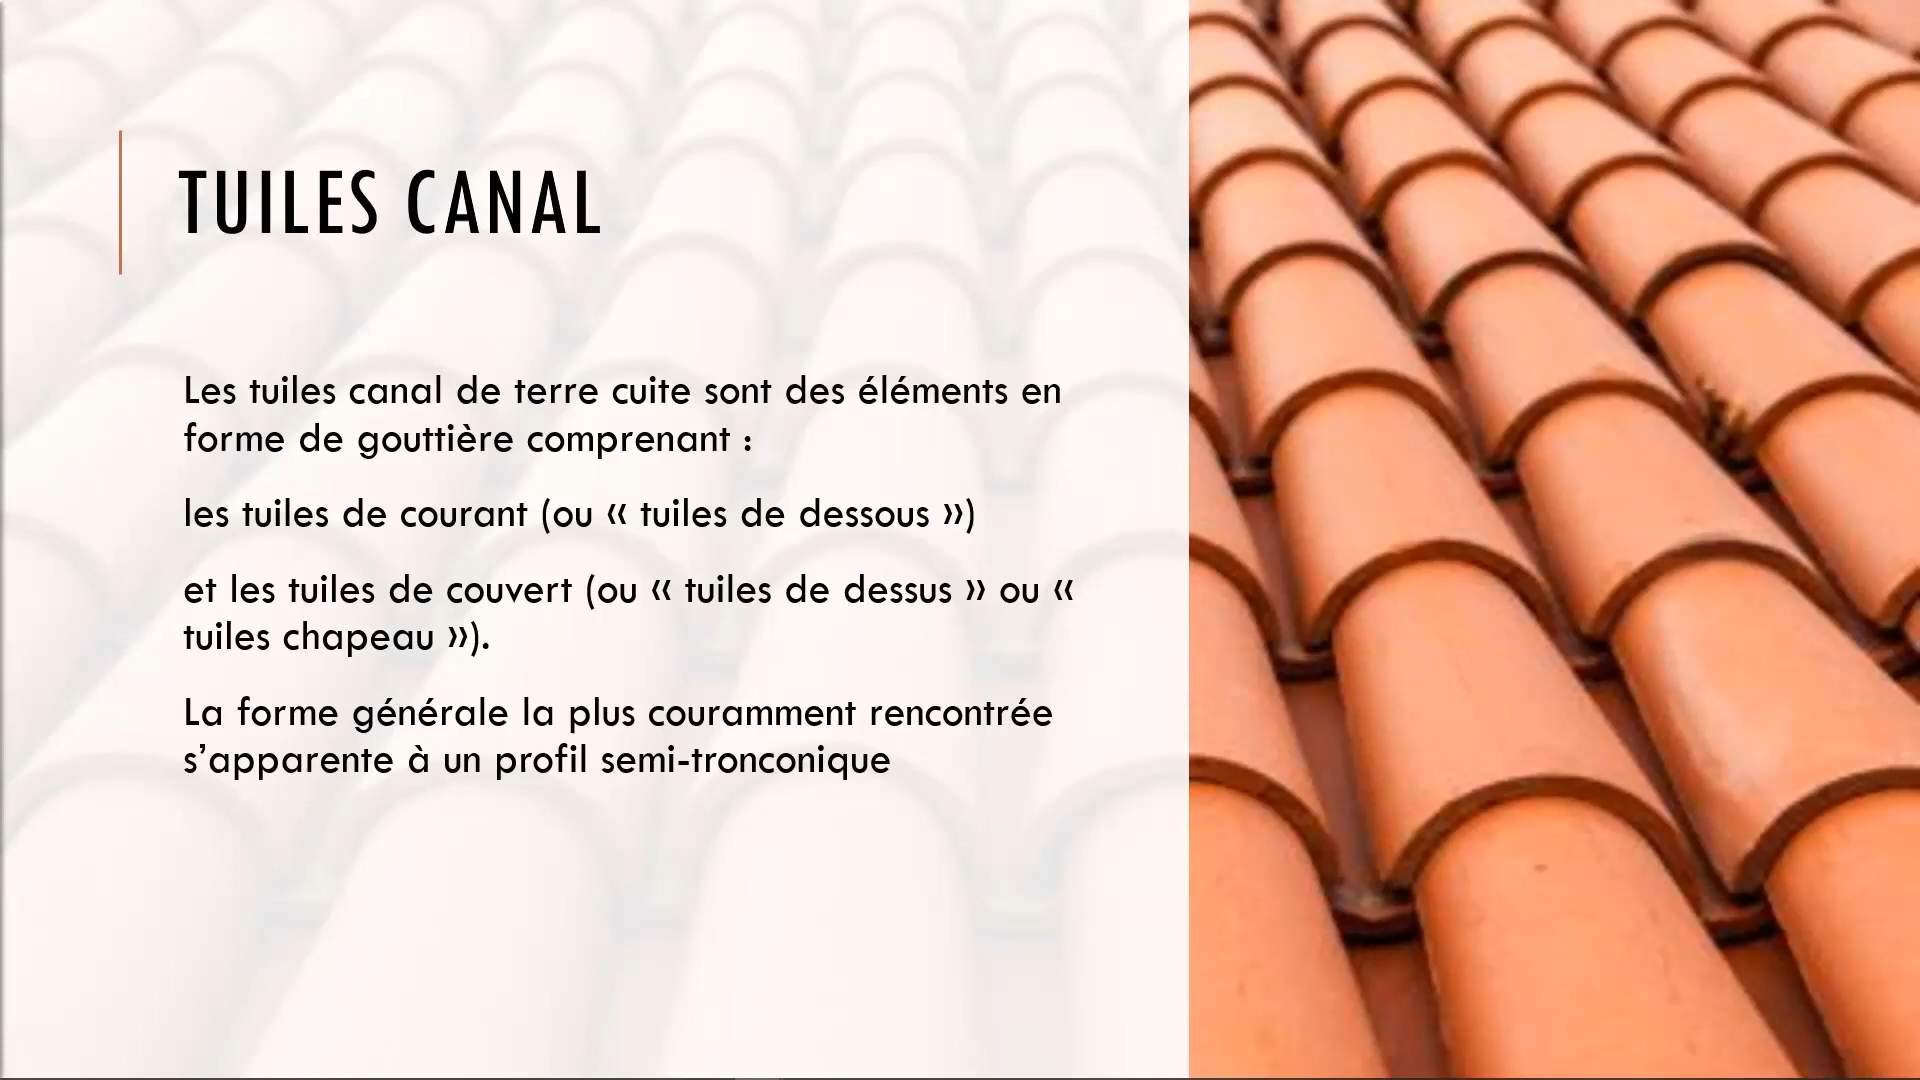 TUILES CANAL
Les tuiles canal de terre cuite sont des éléments en
forme de gouttière comprenant :
les tuiles de courant (ou « tuiles de dessous »)
et les tuiles de couvert (ou « tuiles de dessus » ou «
tuiles chapeau »).
La forme générale la plus couramment rencontrée
s’apparente à un profil semi-tronconique